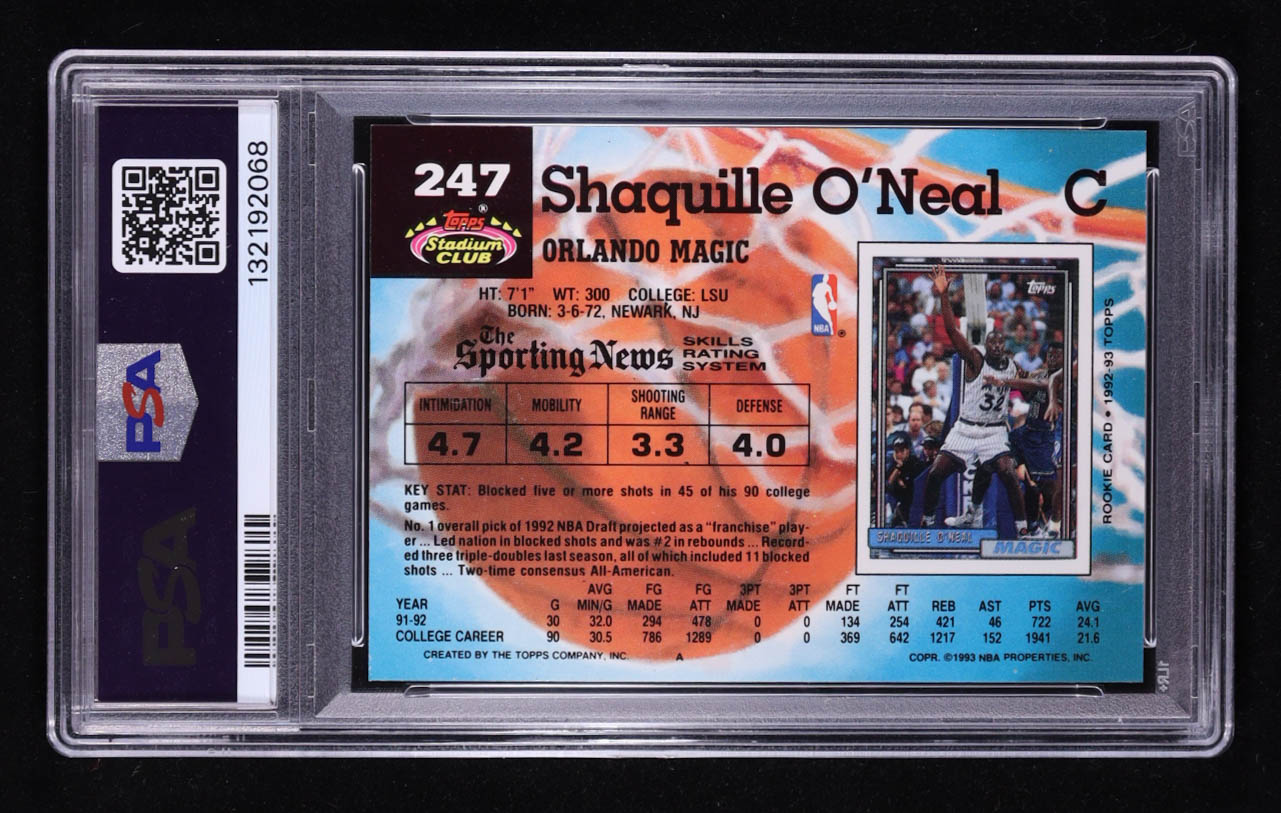 132192068
PSA
PSA
247
Topps®
Stadium
CLUB
Shaquille O'Neal C
ORLANDO MAGIC
HT: 7'1" WT: 300 COLLEGE: LSU
BORN: 3-6-72, NEWARK, NJ
NBA
The
Sporting News
SKILLS
RATING
SYSTEM
INTIMIDATION MOBILITY SHOOTING RANGE DEFENSE
4.7 4.2 3.3 4.0
KEY STAT: Blocked five or more shots in 45 of his 90 college
games.
No. 1 overall pick of 1992 NBA Draft projected as a "franchise" play-
er ... Led nation in blocked shots and was #2 in rebounds ... Record-
ed three triple-doubles last season, all of which included 11 blocked
shots ... Two-time consensus All-American.
Topps
32
SHAQUILLE O'NEAL
MAGIC
ROOKIE CARD • 1992-93 TOPPS
AVG FG FG 3PT 3PT FT FT
YEAR G MIN/G MADE ATT MADE ATT MADE ATT REB AST PTS AVG
91-92 30 32.0 294 478 0 0 134 254 421 46 722 24.1
COLLEGE CAREER 90 30.5 786 1289 0 0 369 642 1217 152 1941 21.6
CREATED BY THE TOPPS COMPANY, INC. A COPR. ©1993 NBA PROPERTIES, INC.
PSA